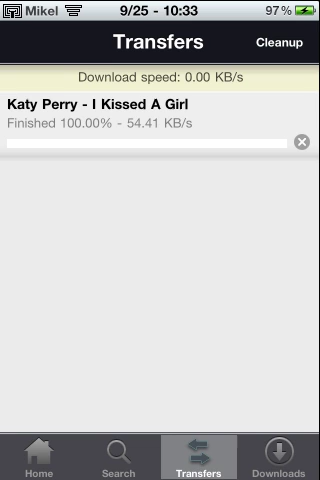 Mikel 9/25 - 10:33 97%
Transfers Cleanup
Download speed: 0.00 KB/s
Katy Perry - I Kissed A Girl
Finished 100.00% - 54.41 KB/s
Home Search Transfers Downloads